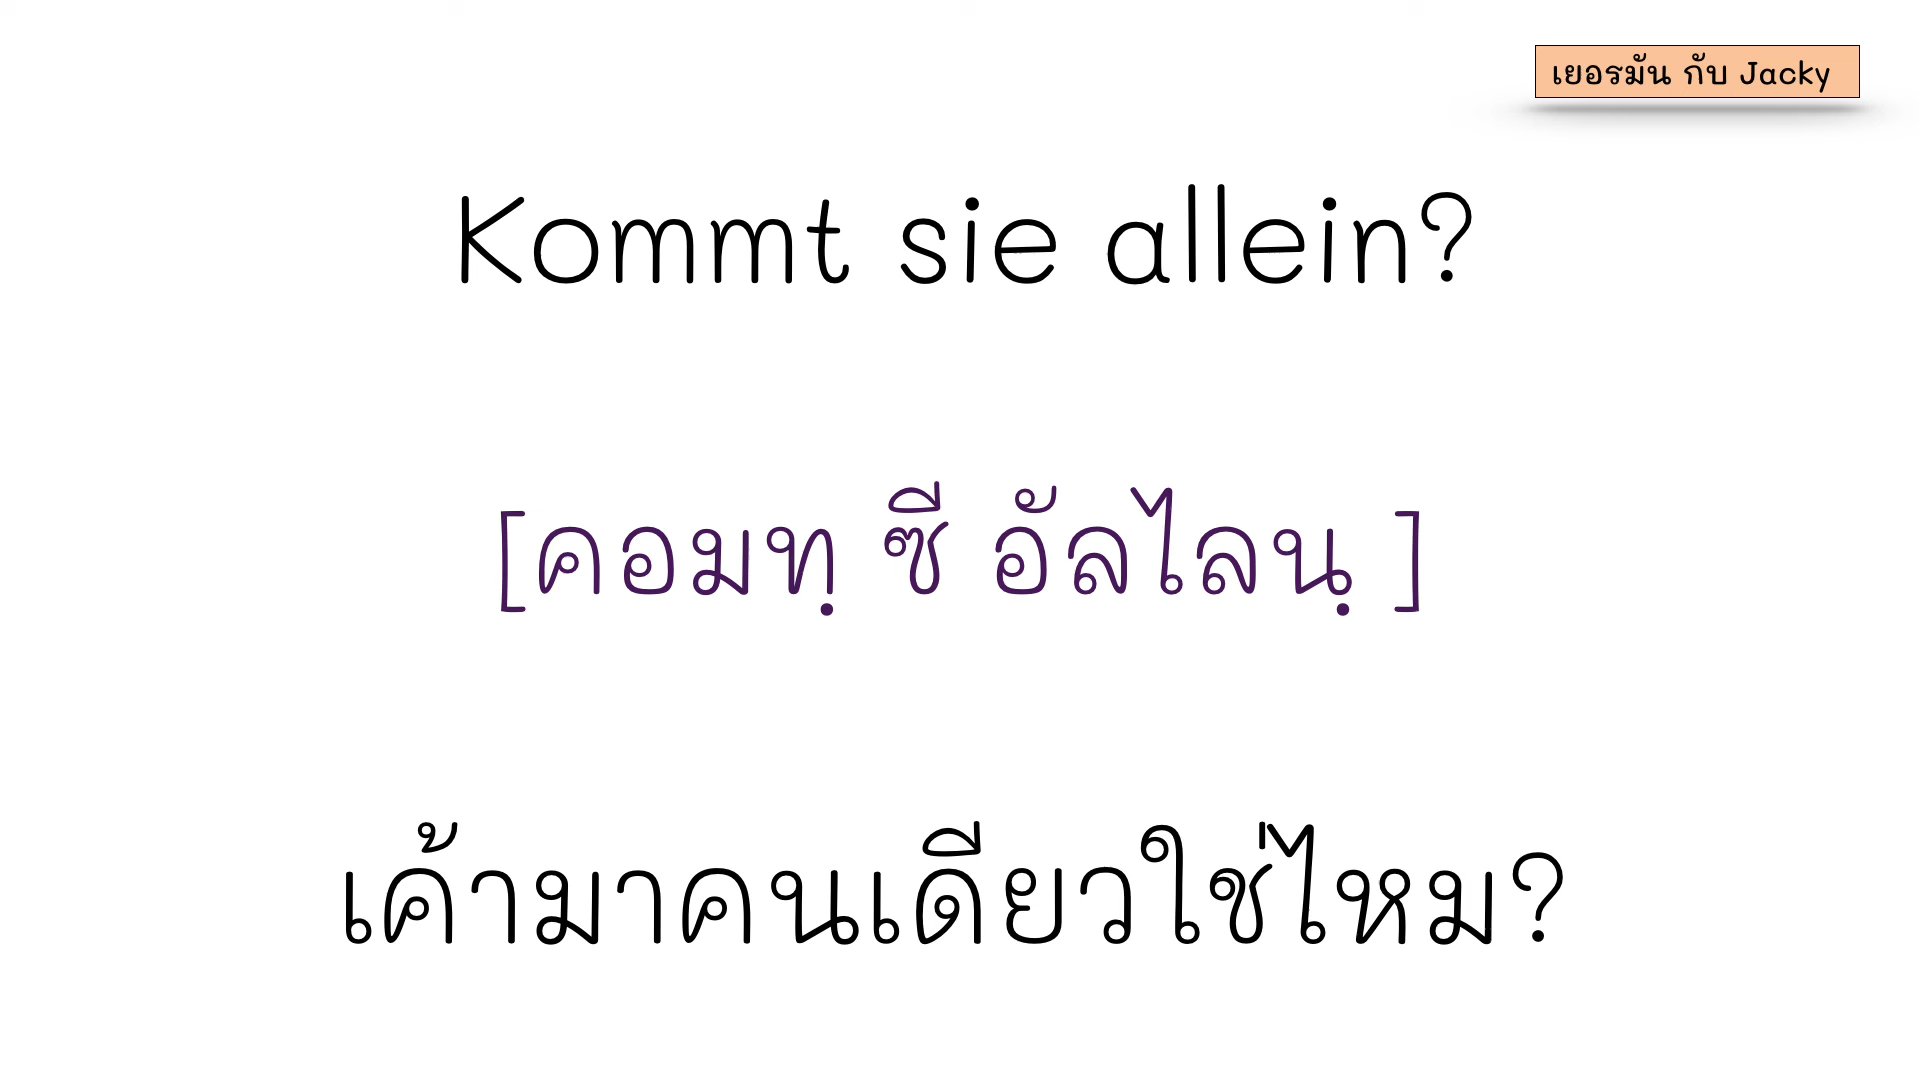 เยอรมัน กับ Jacky
Kommt sie allein?
[คอมทฺ ซี อัลไลนฺ ]
เค้ามาคนเดียวใช่ไหม?